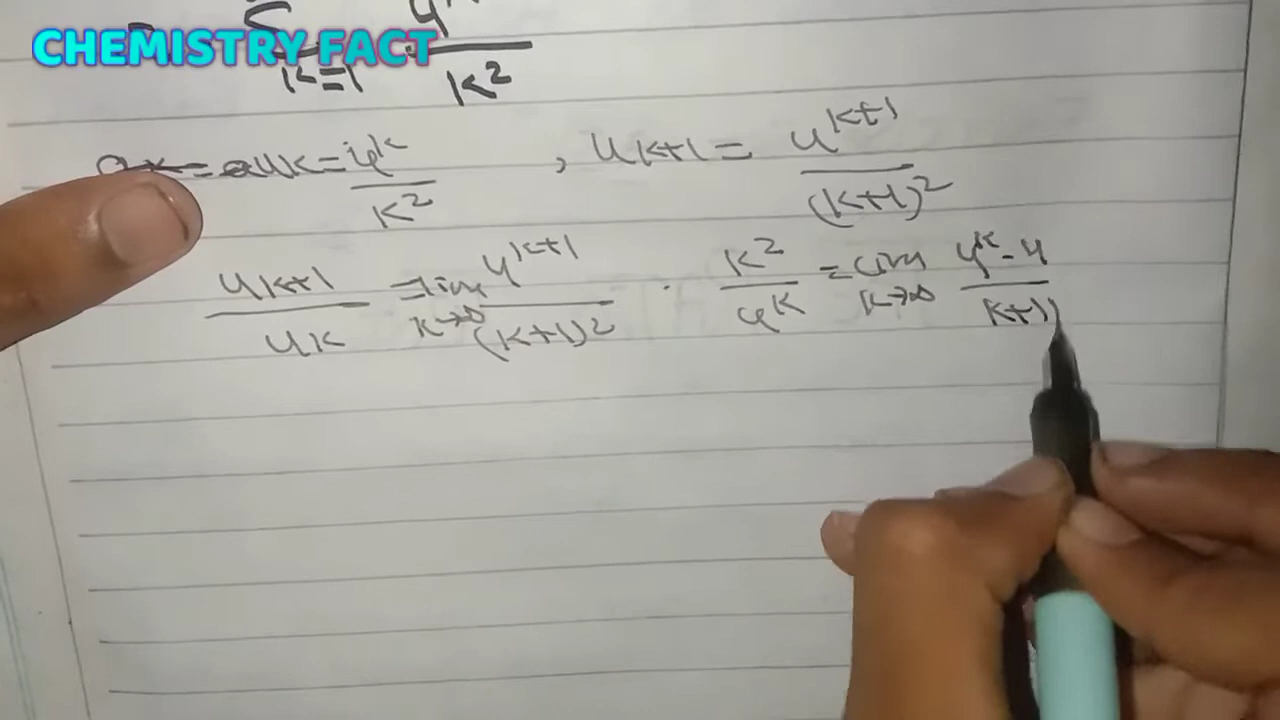 CHEMISTRY FACT
Σ 4^k
k=1 k²
uk = 4^k / k² , uk+1 = 4^k+1 / (k+1)²
uk+1 / uk = lim k→∞ 4^k+1 / (k+1)² · k² / 4^k = lim k→∞ 4^k - 4 / k+1)